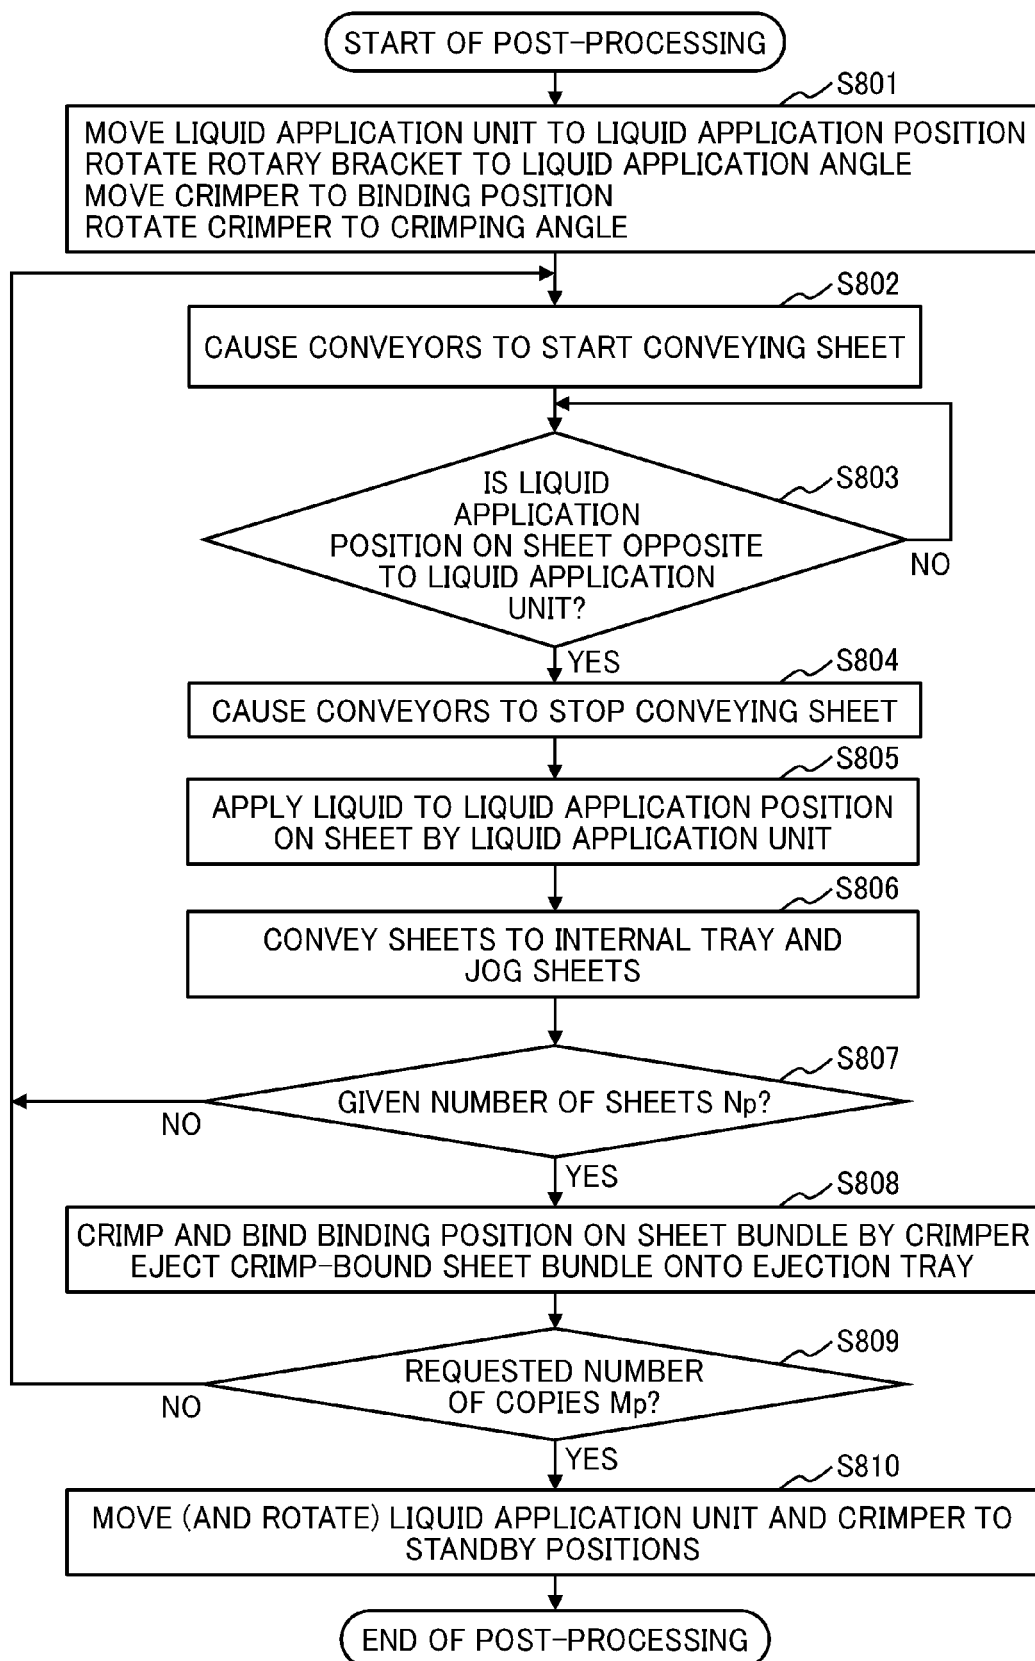 START OF POST-PROCESSING
S801
MOVE LIQUID APPLICATION UNIT TO LIQUID APPLICATION POSITION
ROTATE ROTARY BRACKET TO LIQUID APPLICATION ANGLE
MOVE CRIMPER TO BINDING POSITION
ROTATE CRIMPER TO CRIMPING ANGLE
S802
CAUSE CONVEYORS TO START CONVEYING SHEET
S803
IS LIQUID
APPLICATION
POSITION ON SHEET OPPOSITE
TO LIQUID APPLICATION
UNIT?
NO
YES
S804
CAUSE CONVEYORS TO STOP CONVEYING SHEET
S805
APPLY LIQUID TO LIQUID APPLICATION POSITION
ON SHEET BY LIQUID APPLICATION UNIT
S806
CONVEY SHEETS TO INTERNAL TRAY AND
JOG SHEETS
S807
GIVEN NUMBER OF SHEETS Np?
NO
YES
S808
CRIMP AND BIND BINDING POSITION ON SHEET BUNDLE BY CRIMPER
EJECT CRIMP-BOUND SHEET BUNDLE ONTO EJECTION TRAY
S809
REQUESTED NUMBER
OF COPIES Mp?
NO
YES
S810
MOVE (AND ROTATE) LIQUID APPLICATION UNIT AND CRIMPER TO
STANDBY POSITIONS
END OF POST-PROCESSING